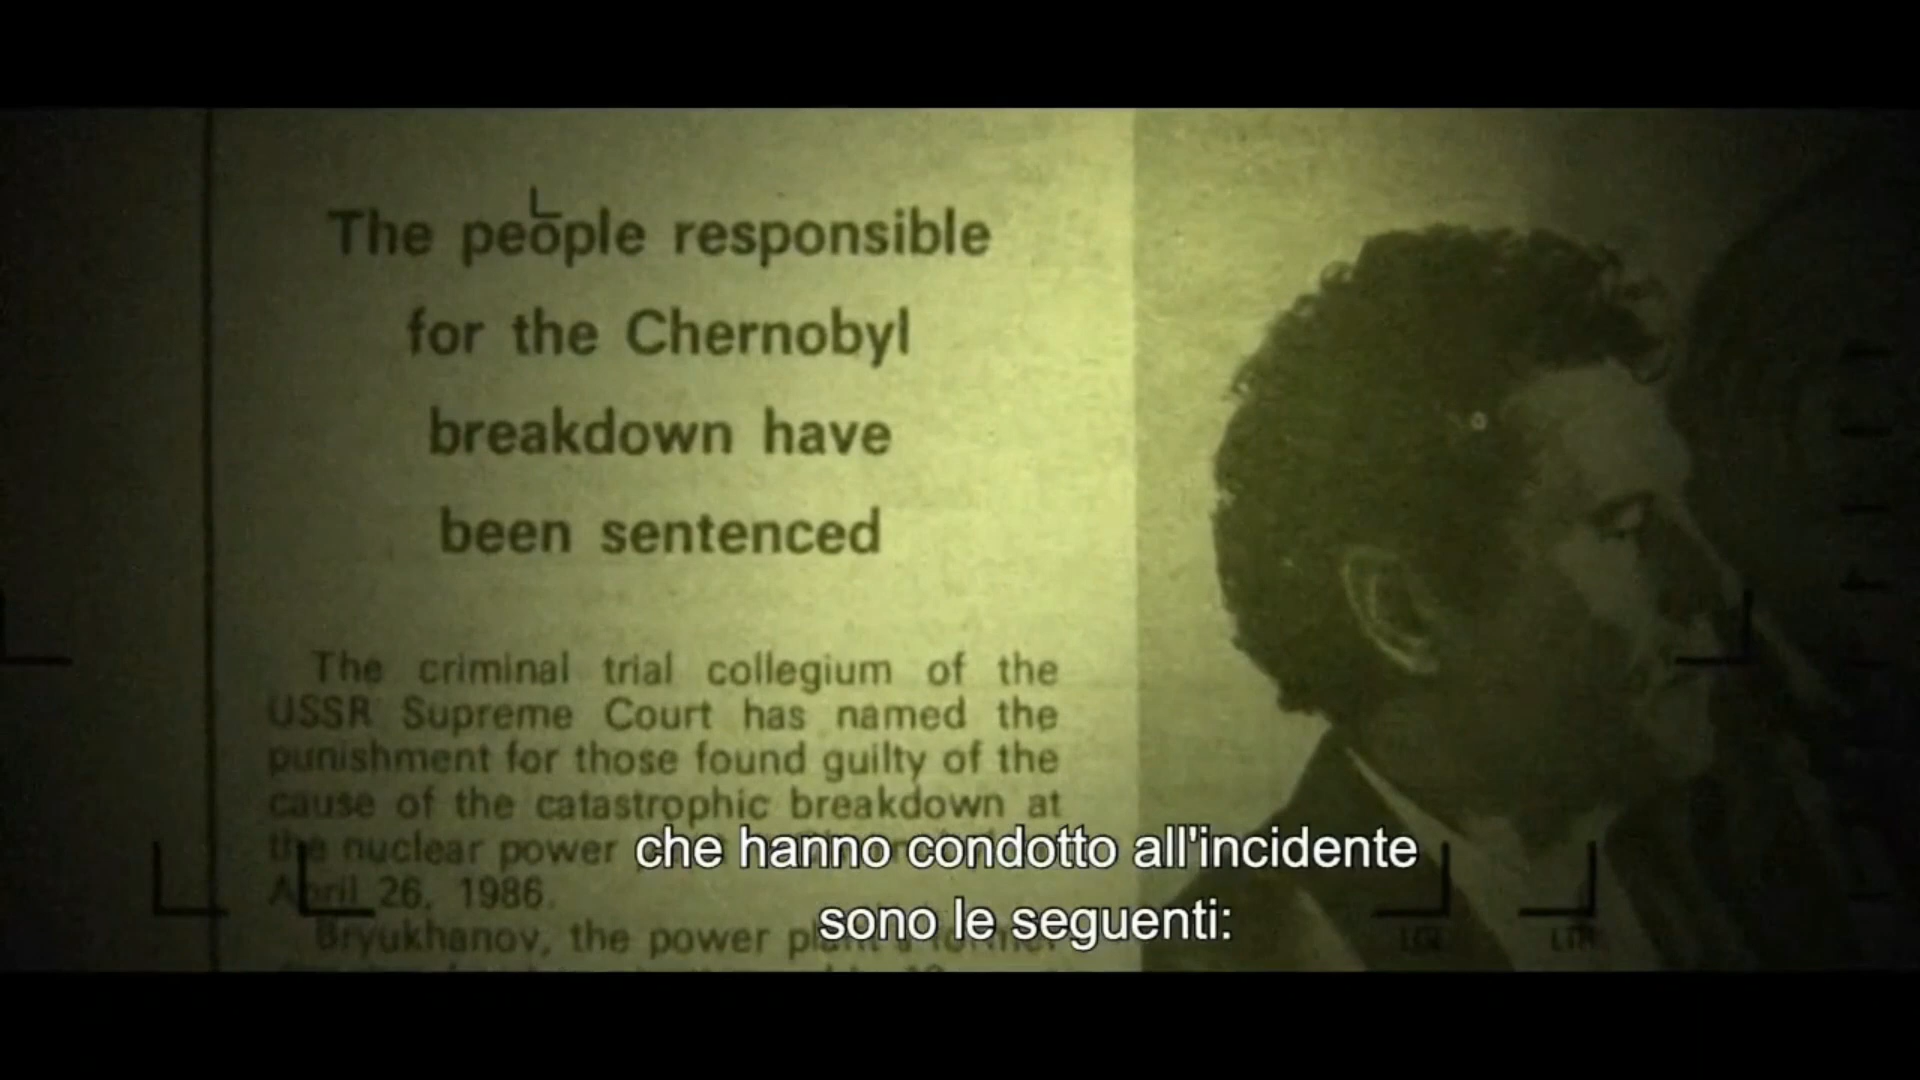 The people responsible
for the Chernobyl
breakdown have
been sentenced
The criminal trial collegium of the
USSR Supreme Court has named the
punishment for those found guilty of the
cause of the catastrophic breakdown at
the nuclear power
April 26, 1986.
Bryukhanov, the power
che hanno condotto all'incidente
sono le seguenti: